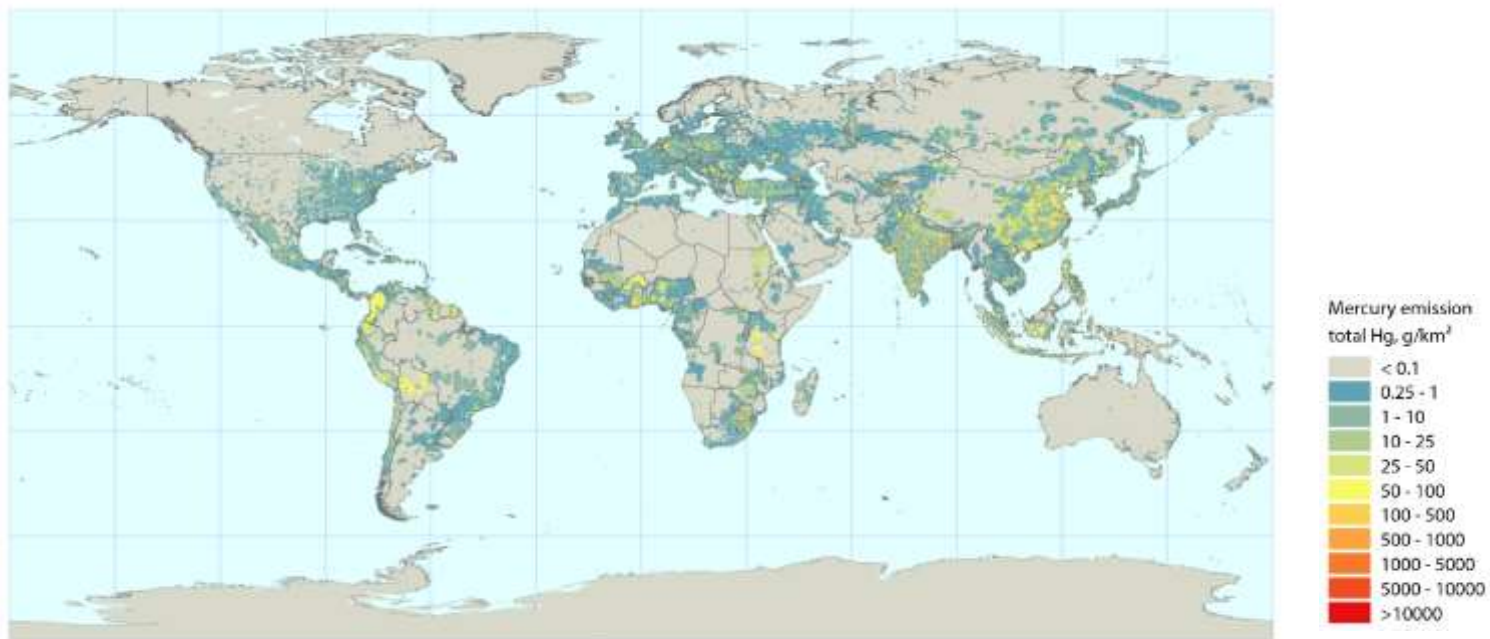 Mercury emission
total Hg, g/km²
< 0.1
0.25 - 1
1 - 10
10 - 25
25 - 50
50 - 100
100 - 500
500 - 1000
1000 - 5000
5000 - 10000
>10000